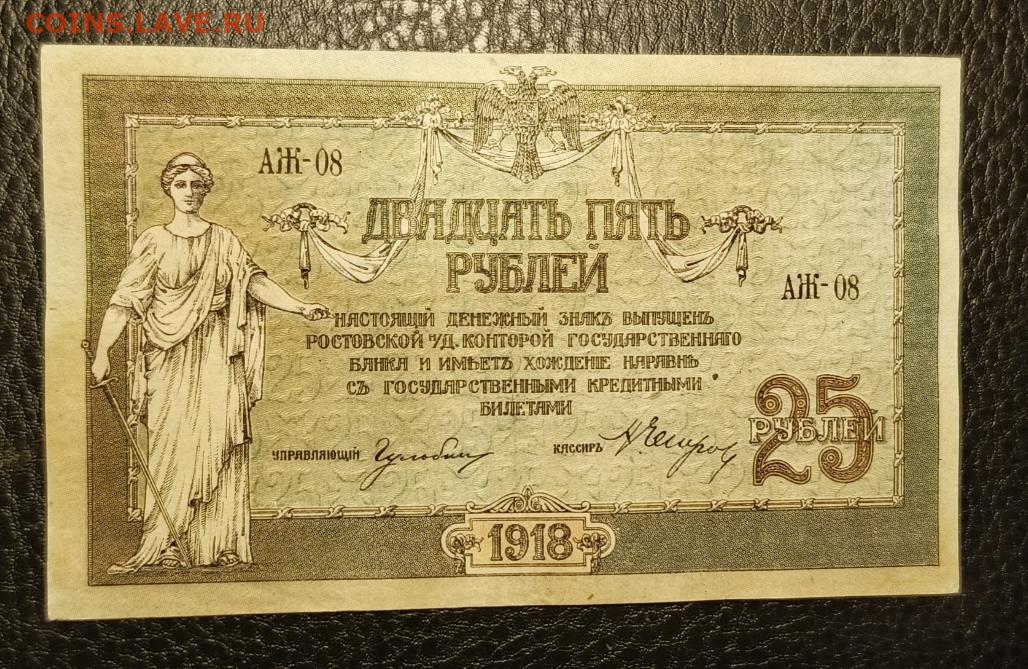 COINS.LAVE.RU
АЖ-08
ДВАДЦАТЬ ПЯТЬ
РУБЛЕЙ
АЖ-08
НАСТОЯЩІЙ ДЕНЕЖНЫЙ ЗНАКЪ ВЫПУЩЕНЪ
РОСТОВСКОЙ Н/Д. КОНТОРОЙ ГОСУДАРСТВЕННАГО
БАНКА И ИМѢЕТЪ ХОЖДЕНІЕ НАРАВНѢ
СЪ ГОСУДАРСТВЕННЫМИ КРЕДИТНЫМИ
БИЛЕТАМИ
25
РУБЛЕЙ
УПРАВЛЯЮЩІЙ
КАССИРЪ
1918